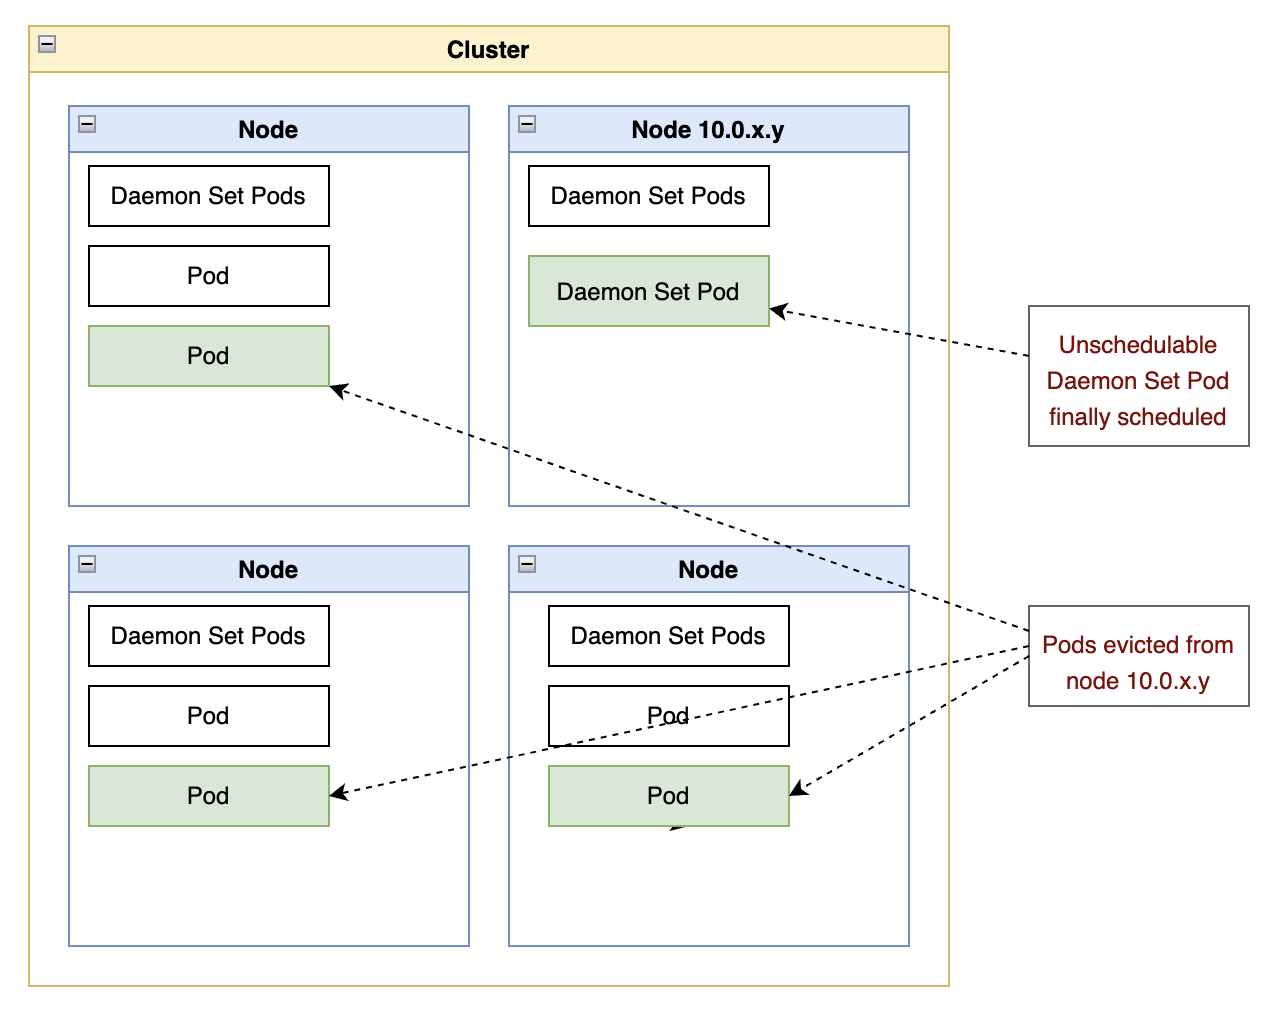 Cluster
Node
Daemon Set Pods
Pod
Pod
Node 10.0.x.y
Daemon Set Pods
Daemon Set Pod
Unschedulable
Daemon Set Pod
finally scheduled
Node
Daemon Set Pods
Pod
Pod
Node
Daemon Set Pods
Pod
Pod
Pods evicted from
node 10.0.x.y